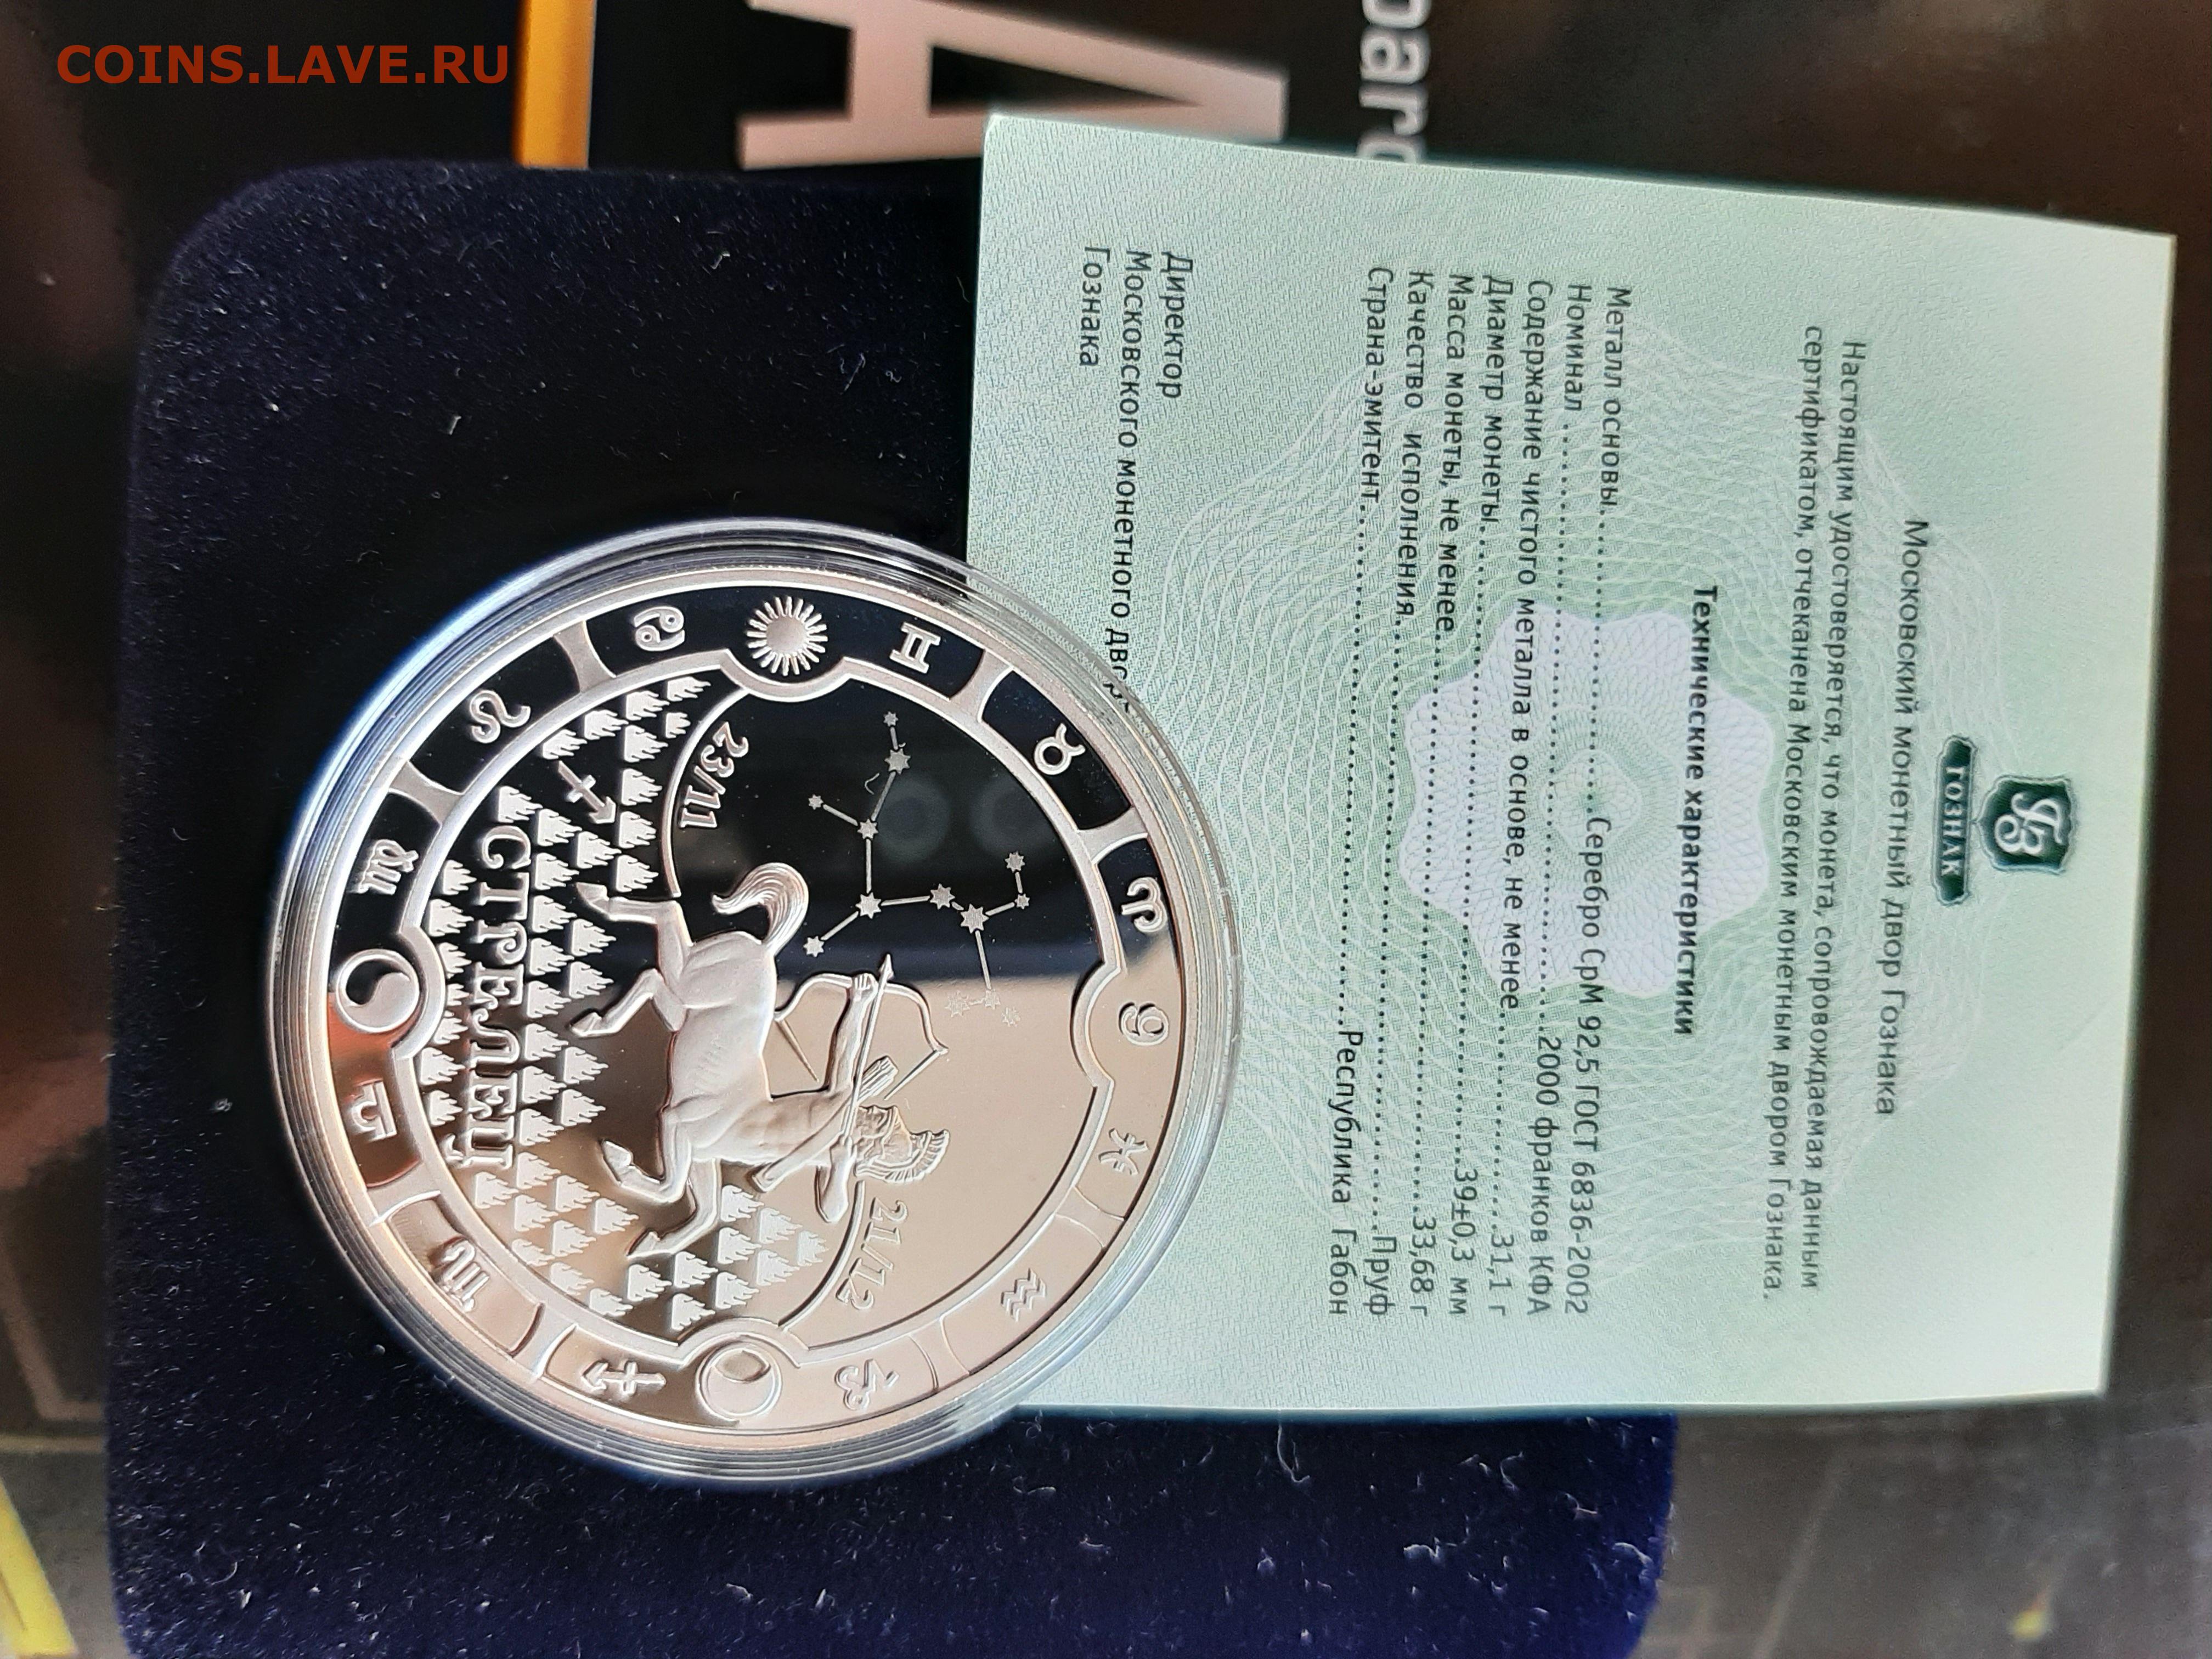 COINS.LAVE.RU
ГОЗНАК
Московский монетный двор Гознака
Настоящим удостоверяется, что монета, сопровождаемая данным
сертификатом, отчеканена Московским монетным двором Гознака.
Технические характеристики
Металл основы..........Серебро СрМ 92,5 ГОСТ 6836-2002
Номинал ..........2000 франков КФА
Содержание чистого металла в основе, не менее..........31,1 г
Диаметр монеты..........39±0,3 мм
Масса монеты, не менее..........33,68 г
Качество исполнения..........Пруф
Страна-эмитент..........Республика Габон
Директор
Московского монетного
Гознака
23/11
21/12
СТРЕЛЕЦ